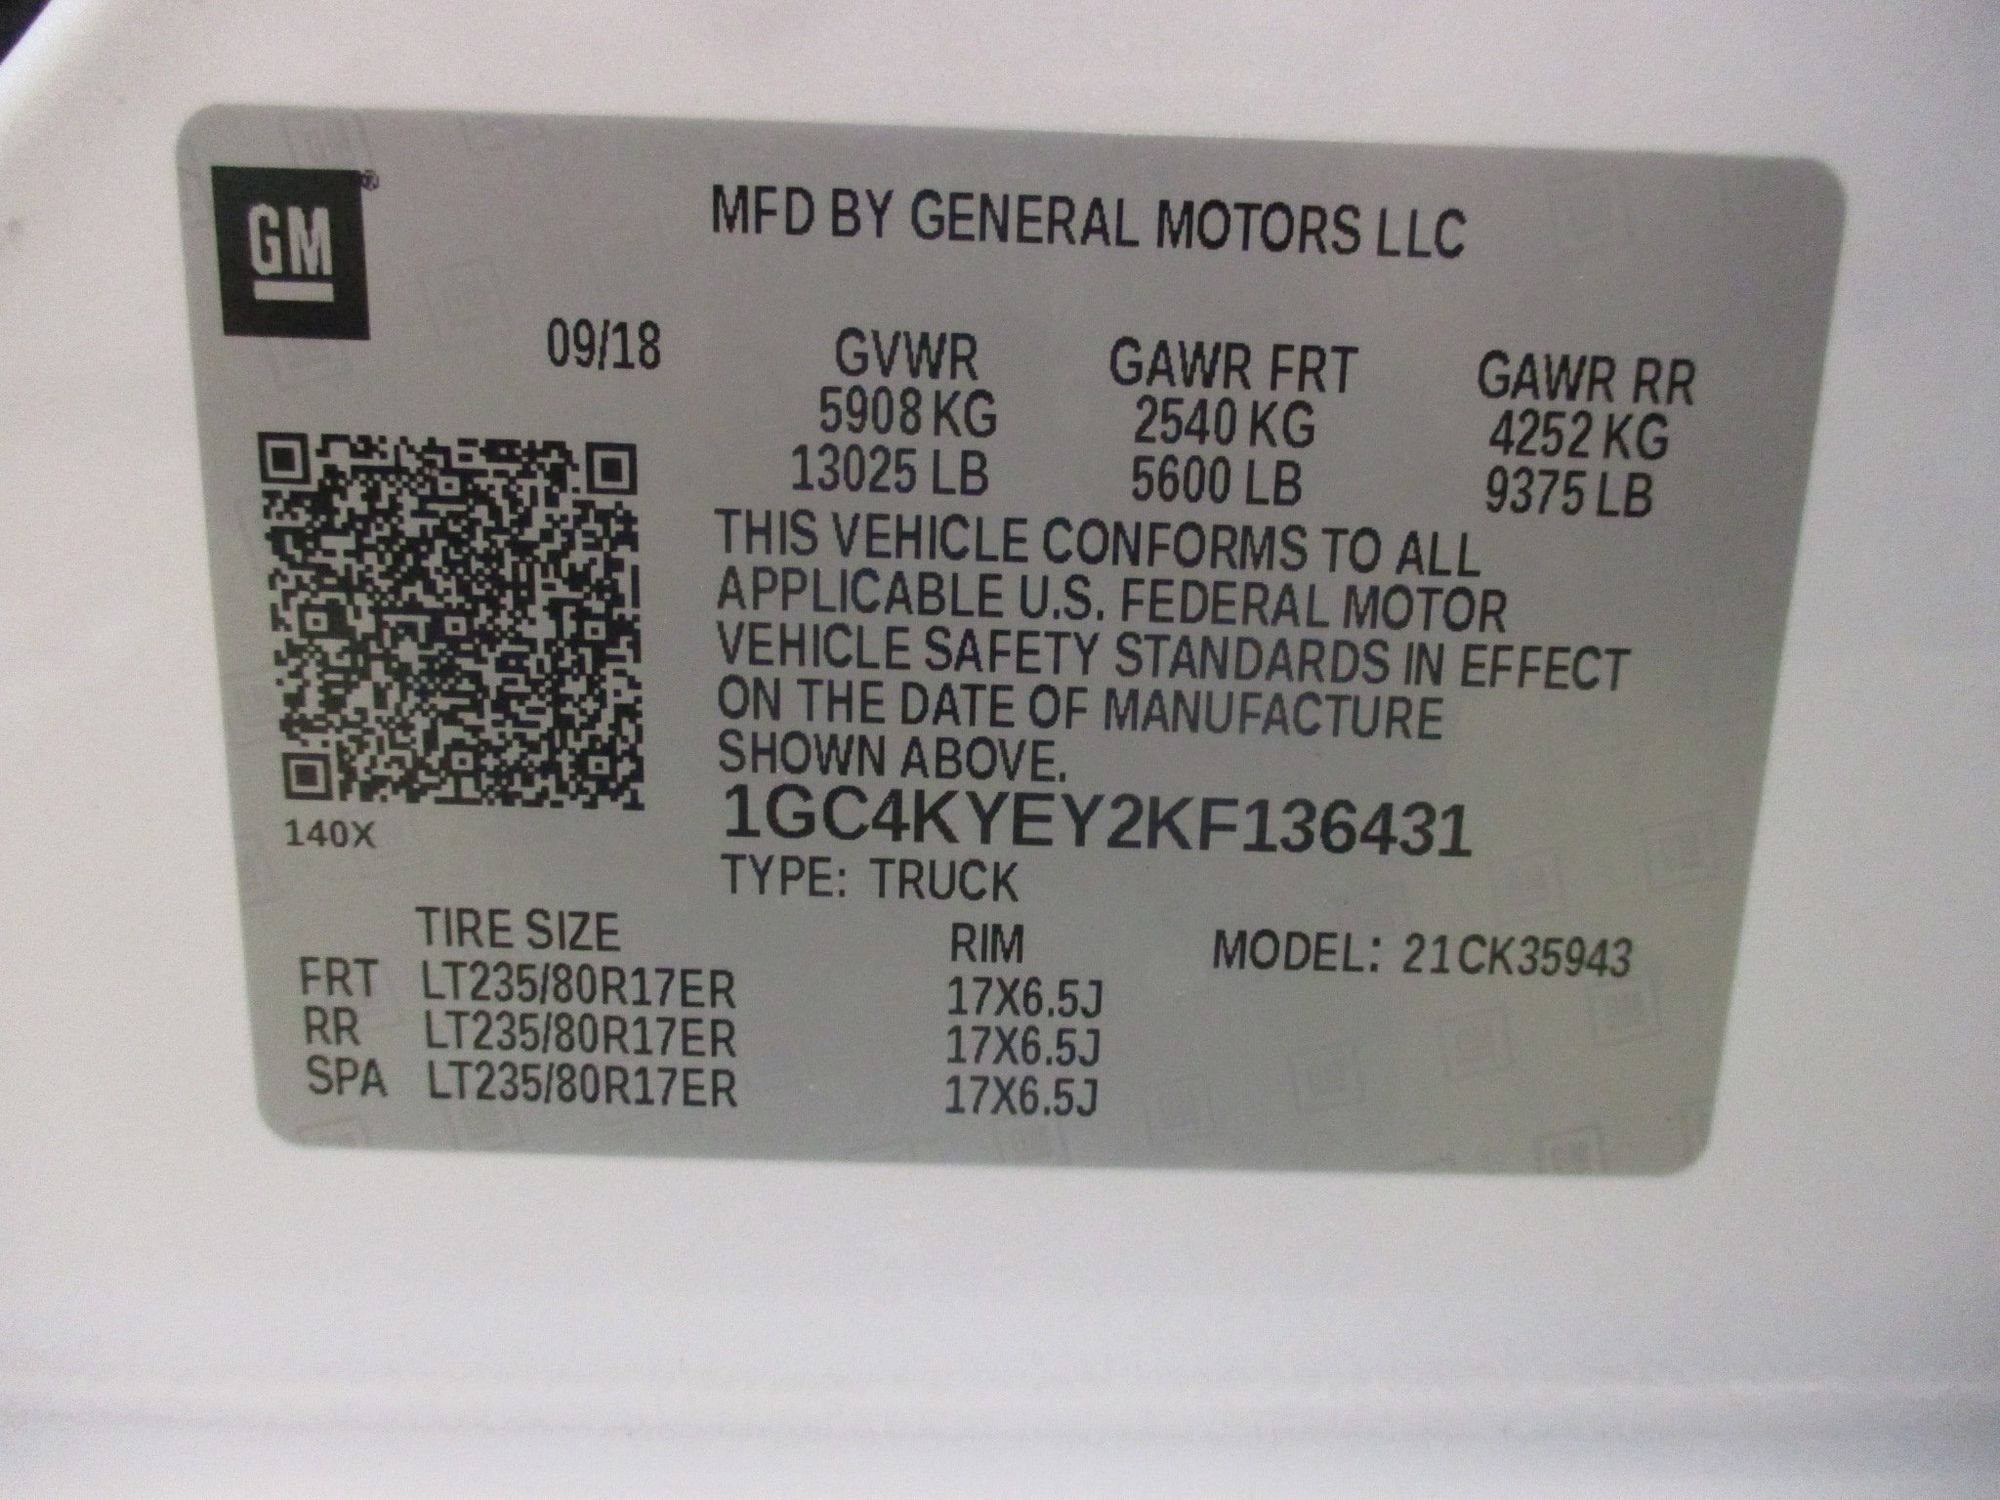 GM®
MFD BY GENERAL MOTORS LLC
09/18 GVWR GAWR FRT GAWR RR
5908 KG 2540 KG 4252 KG
13025 LB 5600 LB 9375 LB
THIS VEHICLE CONFORMS TO ALL
APPLICABLE U.S. FEDERAL MOTOR
VEHICLE SAFETY STANDARDS IN EFFECT
ON THE DATE OF MANUFACTURE
SHOWN ABOVE.
1GC4KYEY2KF136431
140X
TYPE: TRUCK
TIRE SIZE RIM MODEL: 21CK35943
FRT LT235/80R17ER 17X6.5J
RR LT235/80R17ER 17X6.5J
SPA LT235/80R17ER 17X6.5J